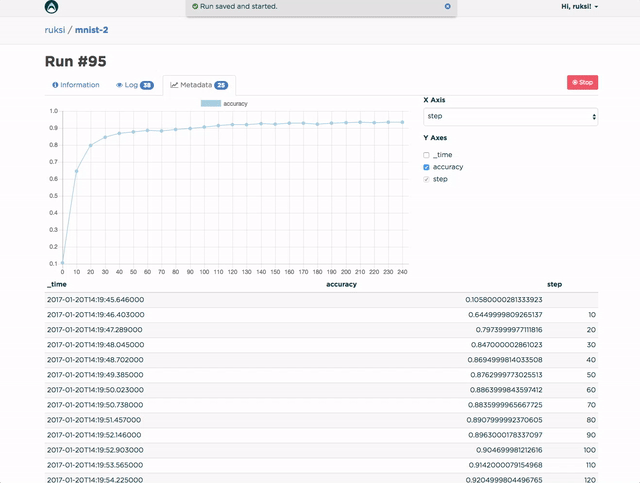 Run saved and started.
Hi, ruksi!
ruksi / mnist-2
Run #95
Information
Log 38
Metadata 25
Stop
accuracy
1.0
0.9
0.8
0.7
0.6
0.5
0.4
0.3
0.2
0.1
0 10 20 30 40 50 60 70 80 90 100 110 120 130 140 150 160 170 180 190 200 210 220 230 240
X Axis
step
Y Axes
_time
accuracy
step
_time accuracy step
2017-01-20T14:19:45.646000 0.10580000281333923
2017-01-20T14:19:46.403000 0.6449999809265137 10
2017-01-20T14:19:47.289000 0.7973999977111816 20
2017-01-20T14:19:48.045000 0.847000002861023 30
2017-01-20T14:19:48.702000 0.8694999814033508 40
2017-01-20T14:19:49.385000 0.8762999773025513 50
2017-01-20T14:19:50.023000 0.8863999843597412 60
2017-01-20T14:19:50.738000 0.8835999965667725 70
2017-01-20T14:19:51.457000 0.8907999992370605 80
2017-01-20T14:19:52.146000 0.8963000178337097 90
2017-01-20T14:19:52.903000 0.904699981212616 100
2017-01-20T14:19:53.565000 0.9142000079154968 110
2017-01-20T14:19:54.225000 0.9204999804496765 120